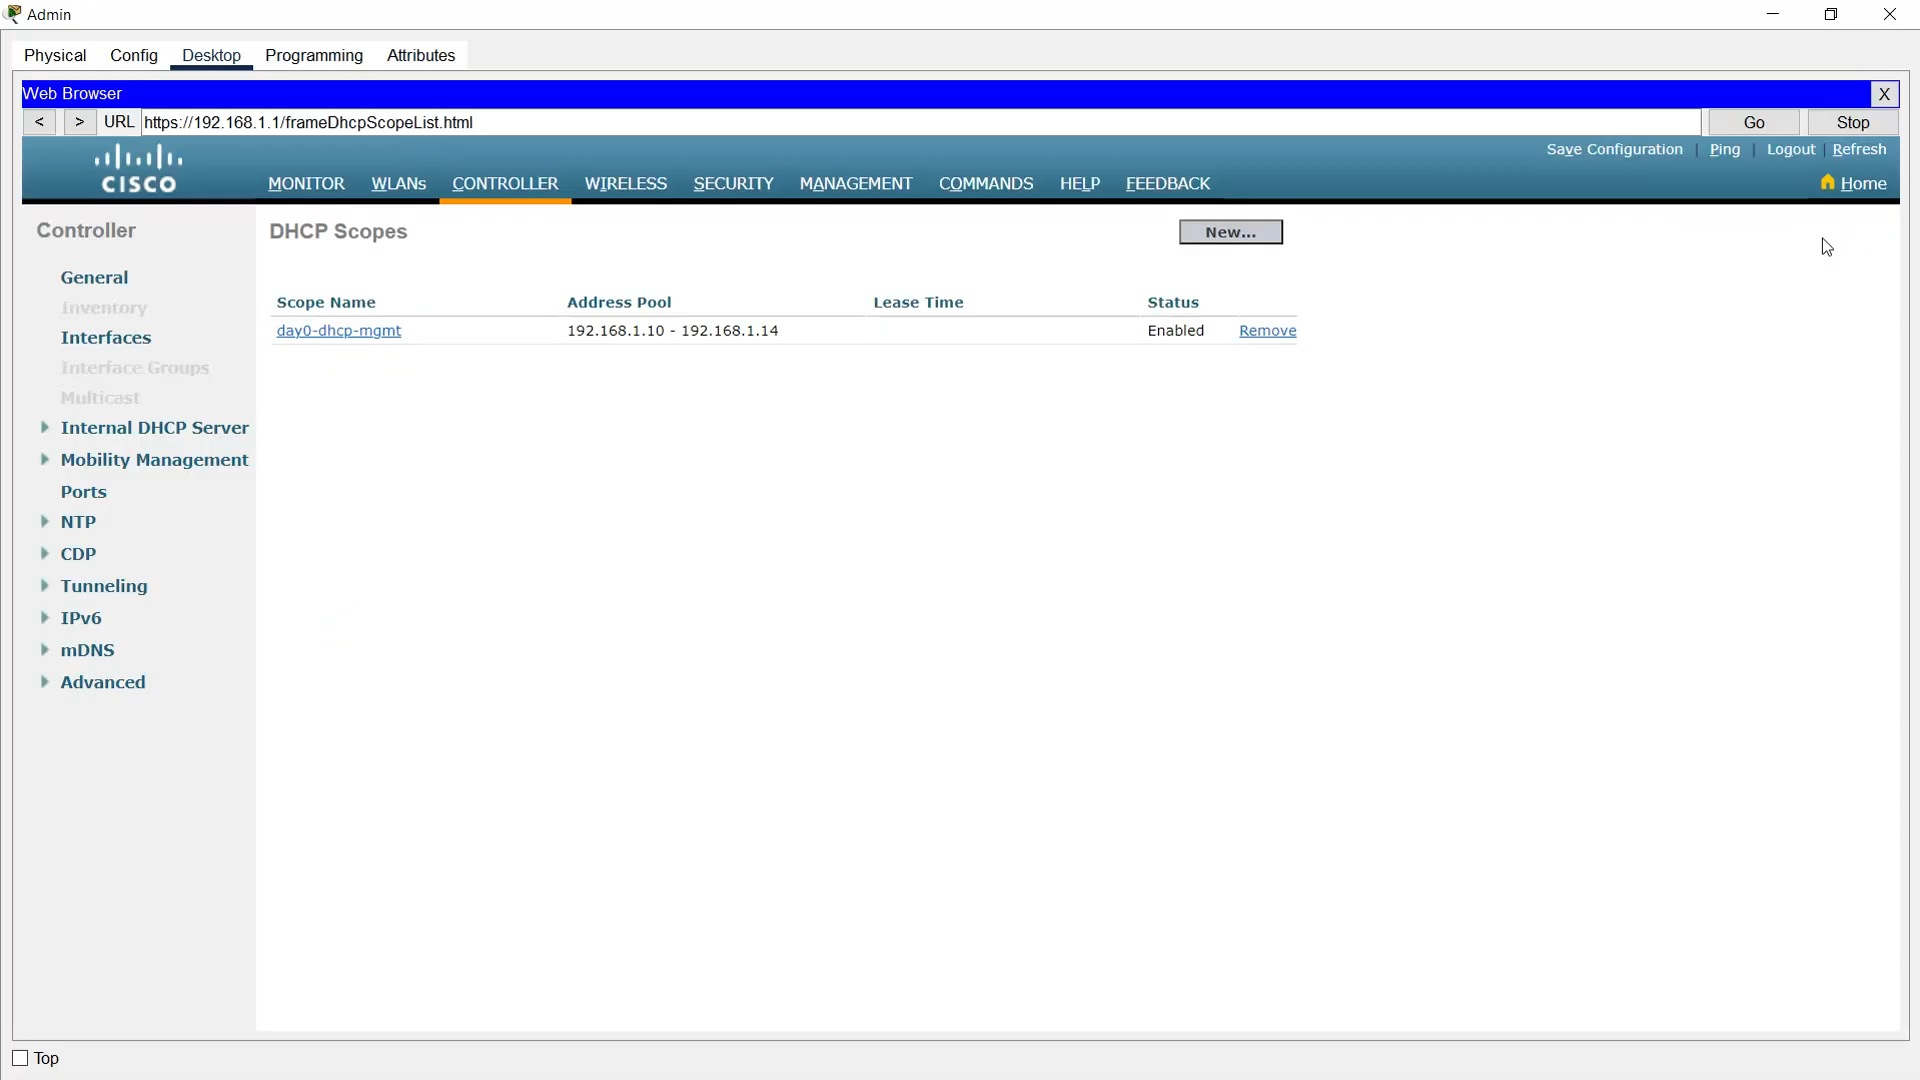 Admin
Physical Config Desktop Programming Attributes
Web Browser X
< > URL https://192.168.1.1/frameDhcpScopeList.html Go Stop
Save Configuration | Ping | Logout | Refresh
CISCO MONITOR WLANs CONTROLLER WIRELESS SECURITY MANAGEMENT COMMANDS HELP FEEDBACK Home
Controller
General
Inventory
Interfaces
Interface Groups
Multicast
Internal DHCP Server
Mobility Management
Ports
NTP
CDP
Tunneling
IPv6
mDNS
Advanced
DHCP Scopes New...
Scope Name Address Pool Lease Time Status
day0-dhcp-mgmt 192.168.1.10 - 192.168.1.14 Enabled Remove
Top